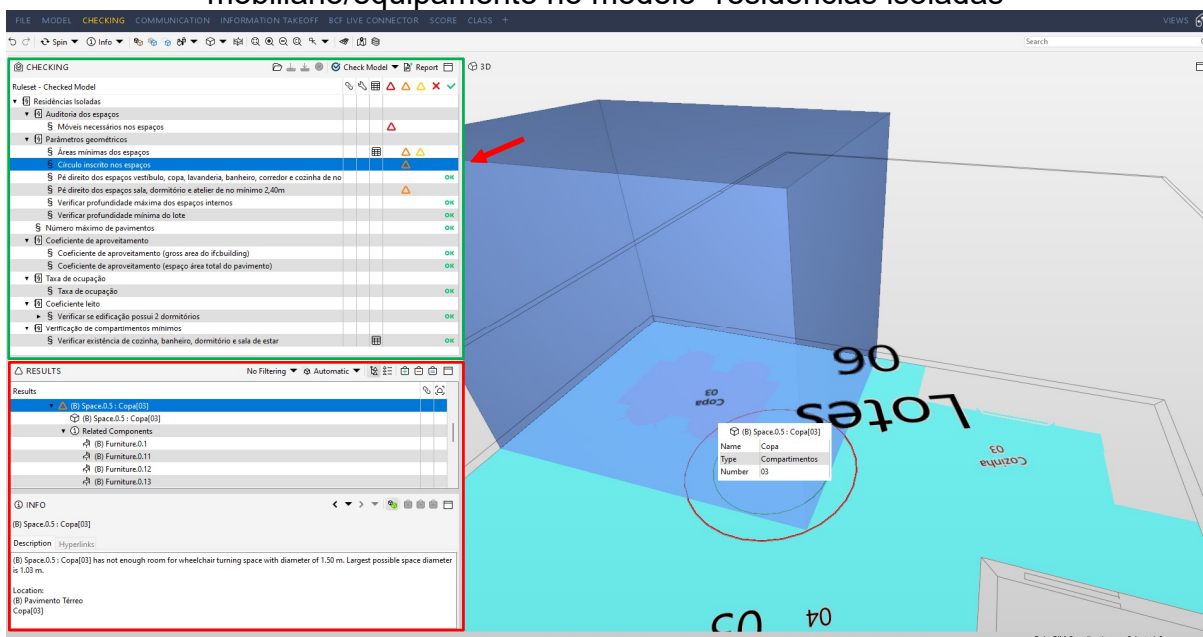 mobiliário/equipamento no modelo "residências isoladas"
FILE MODEL CHECKING COMMUNICATION INFORMATION TAKEOFF BCF LIVE CONNECTOR SCORE CLASS + VIEWS
Spin Info Search
CHECKING Check Model Report 3D
Ruleset - Checked Model
Residências Isoladas
Auditoria dos espaços
§ Móveis necessários nos espaços
Parâmetros geométricos
§ Áreas mínimas dos espaços
§ Círculo inscrito nos espaços
§ Pé direito dos espaços vestíbulo, copa, lavanderia, banheiro, corredor e cozinha de no OK
§ Pé direito dos espaços sala, dormitório e atelier de no mínimo 2,40m
§ Verificar profundidade máxima dos espaços internos OK
§ Verificar profundidade mínima do lote OK
§ Número máximo de pavimentos OK
Coeficiente de aproveitamento
§ Coeficiente de aproveitamento (gross area do ifcbuilding) OK
§ Coeficiente de aproveitamento (espaço área total do pavimento) OK
Taxa de ocupação
§ Taxa de ocupação OK
Coeficiente leito
§ Verificar se edificação possui 2 dormitórios OK
Verificação de compartimentos mínimos
§ Verificar existência de cozinha, banheiro, dormitório e sala de estar OK
RESULTS No Filtering Automatic
Results
(B) Space.0.5 : Copa[03]
(B) Space.0.5 : Copa[03]
Related Components
(B) Furniture.0.1
(B) Furniture.0.11
(B) Furniture.0.12
(B) Furniture.0.13
INFO
(B) Space.0.5 : Copa[03]
Description Hyperlinks
(B) Space.0.5 : Copa[03] has not enough room for wheelchair turning space with diameter of 1.50 m. Largest possible space diameter
is 1.03 m.
Location:
(B) Pavimento Térreo
Copa[03]
06
Lotes
03
Copa
(B) Space.0.5 : Copa[03]
Name Copa
Type Compartimentos
Number 03
03
Cozinha
04